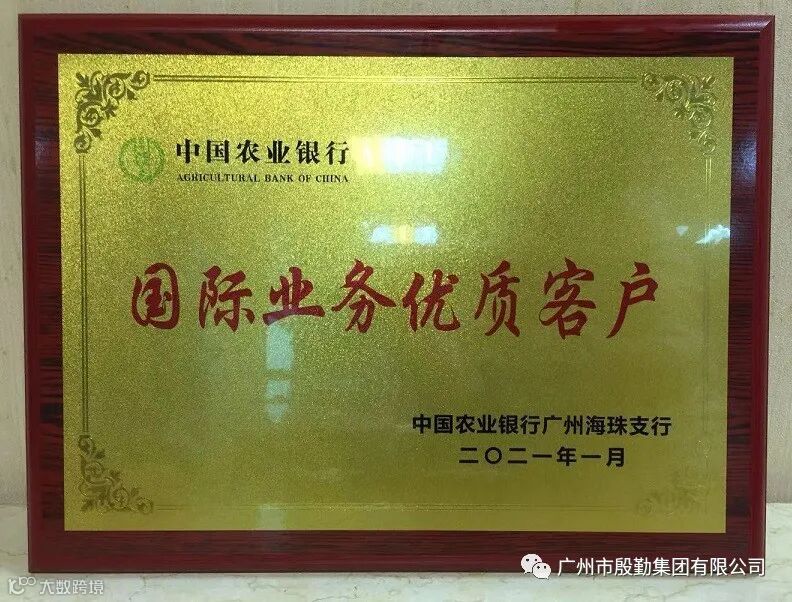 中国农业银行
AGRICULTURAL BANK OF CHINA
国际业务优质客户
中国农业银行广州海珠支行
二〇二一年一月
广州市殷勤集团有限公司
大数跨境